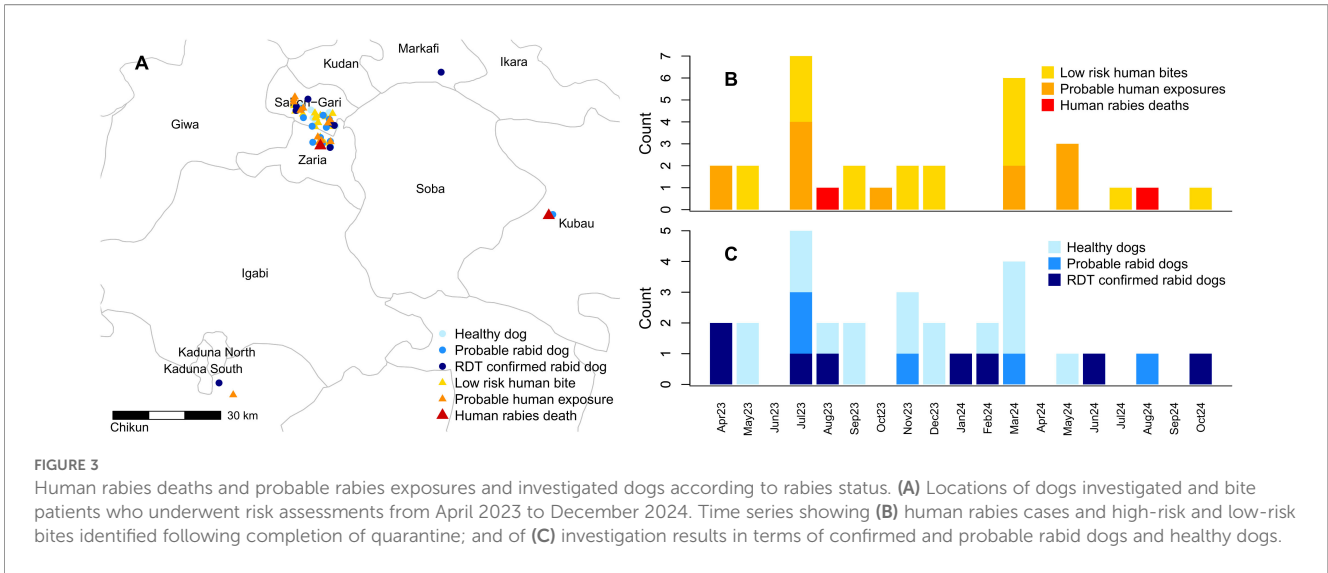 A
Markafi
Kudan
Ikara
Sabon-Gari
Giwa
Zaria
Soba
Kubau
Igabi
Kaduna North
Kaduna South
30 km
Chikun
Healthy dog
Probable rabid dog
RDT confirmed rabid dog
Low risk human bite
Probable human exposure
Human rabies death
B
Count
7
6
5
4
3
2
1
0
Low risk human bites
Probable human exposures
Human rabies deaths
C
Count
5
4
3
2
1
0
Healthy dogs
Probable rabid dogs
RDT confirmed rabid dogs
Apr23
May23
Jun23
Jul23
Aug23
Sep23
Oct23
Nov23
Dec23
Jan24
Feb24
Mar24
Apr24
May24
Jun24
Jul24
Aug24
Sep24
Oct24
FIGURE 3
Human rabies deaths and probable rabies exposures and investigated dogs according to rabies status. (A) Locations of dogs investigated and bite
patients who underwent risk assessments from April 2023 to December 2024. Time series showing (B) human rabies cases and high-risk and low-risk
bites identified following completion of quarantine; and of (C) investigation results in terms of confirmed and probable rabid dogs and healthy dogs.